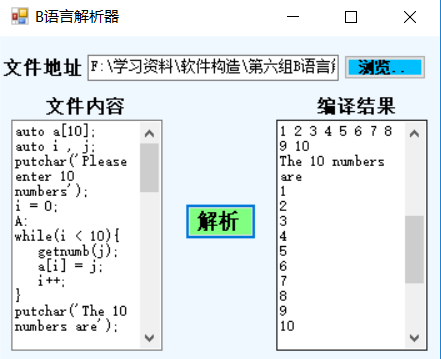 B语言解析器
文件地址 F:\学习资料\软件构造\第六组B语言 浏览..
文件内容
auto a[10];
auto i , j;
putchar('Please
enter 10
numbers');
i = 0;
A:
while(i < 10){
getnumb(j);
a[i] = j;
i++;
}
putchar('The 10
numbers are');
解析
编译结果
1 2 3 4 5 6 7 8
9 10
The 10 numbers
are
1
2
3
4
5
6
7
8
9
10